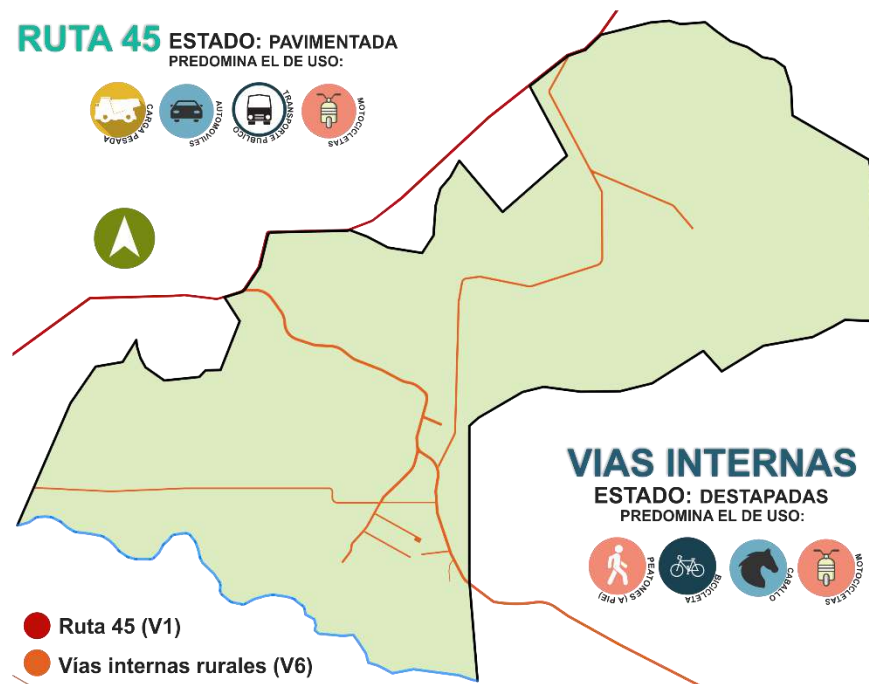 RUTA 45 ESTADO: PAVIMENTADA
PREDOMINA EL DE USO:
CARGA PESADA
AUTOMOVILES
TRANSPORTE PUBLICO
MOTOCICLETAS
VIAS INTERNAS
ESTADO: DESTAPADAS
PREDOMINA EL DE USO:
PEATONES (A PIE)
BICICLETA
CABALLO
MOTOCICLETAS
Ruta 45 (V1)
Vías internas rurales (V6)